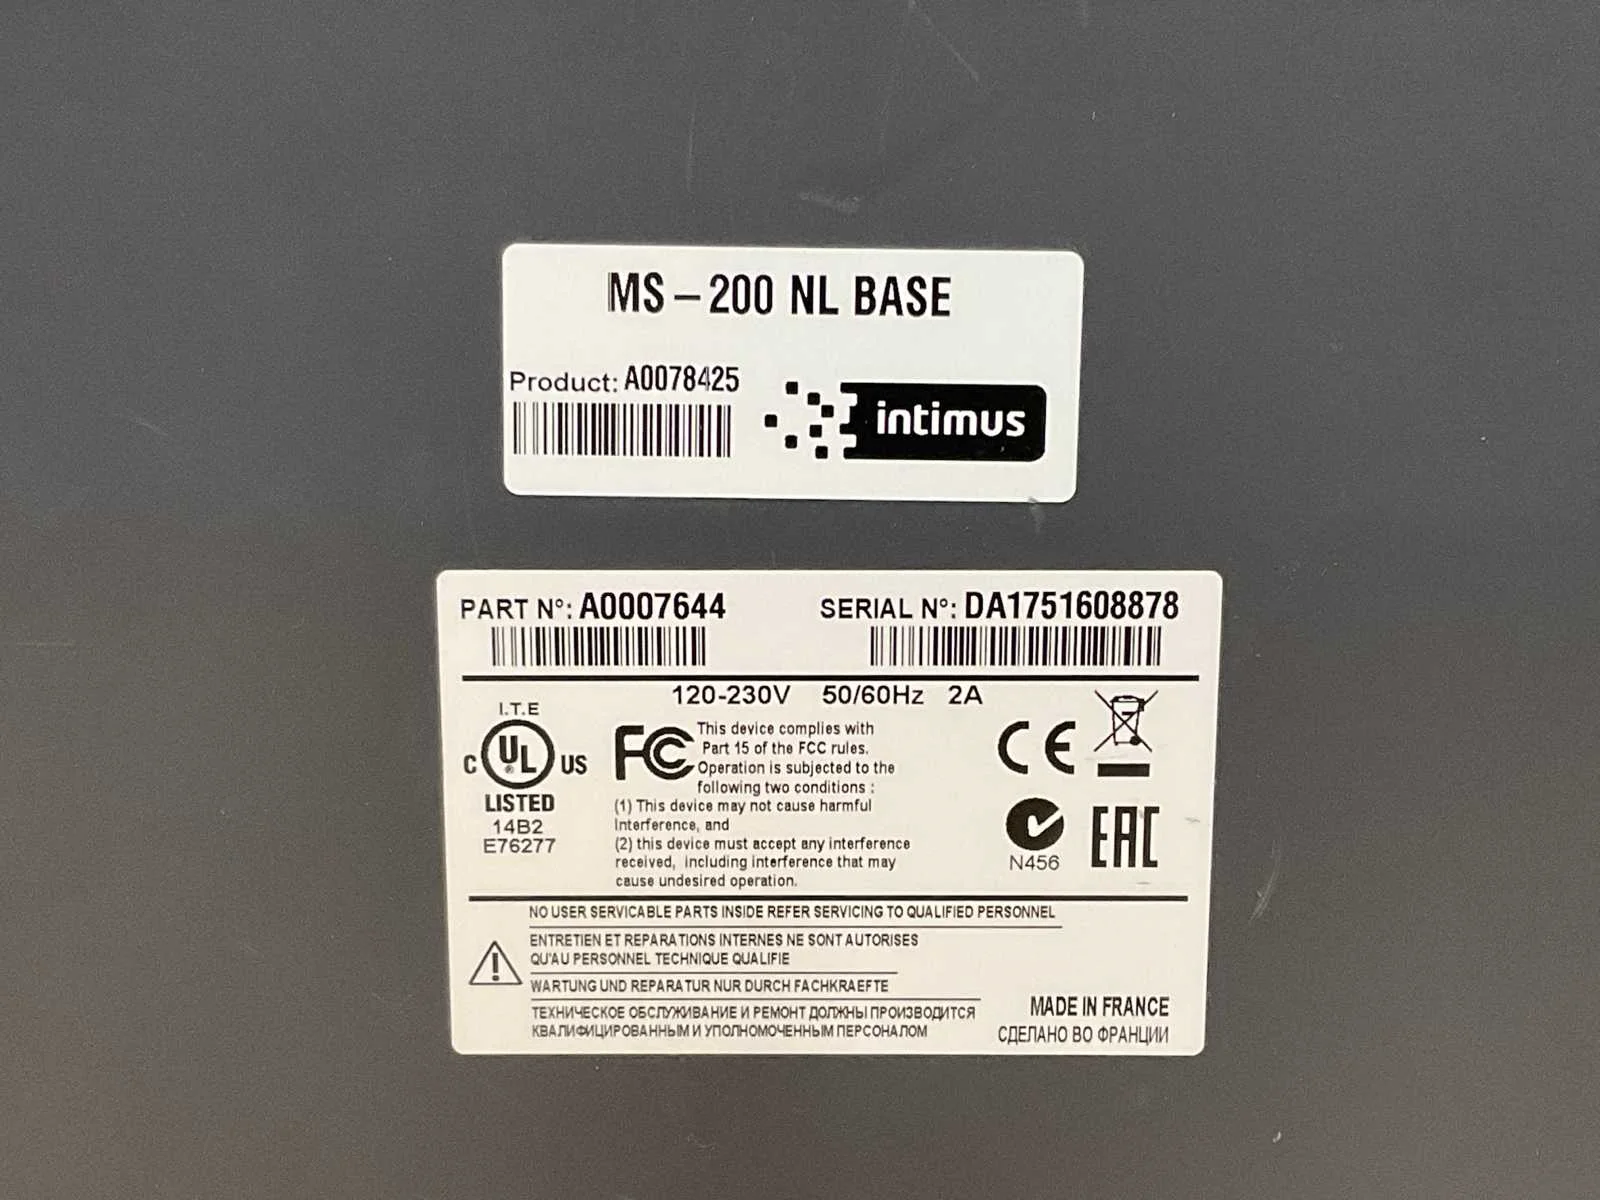 MS – 200 NL BASE
Product: A0078425
intimus
PART N°: A0007644
SERIAL N°: DA1751608878
120-230V 50/60Hz 2A
I.T.E
C UL ® US
LISTED
14B2
E76277
FC
This device complies with
Part 15 of the FCC rules.
Operation is subjected to the
following two conditions :
(1) This device may not cause harmful
Interference, and
(2) this device must accept any interference
received, including interference that may
cause undesired operation.
CE
N456
EAC
NO USER SERVICABLE PARTS INSIDE REFER SERVICING TO QUALIFIED PERSONNEL
ENTRETIEN ET REPARATIONS INTERNES NE SONT AUTORISES
QU'AU PERSONNEL TECHNIQUE QUALIFIE
WARTUNG UND REPARATUR NUR DURCH FACHKRAEFTE
ТЕХНИЧЕСКОЕ ОБСЛУЖИВАНИЕ И РЕМОНТ ДОЛЖНЫ ПРОИЗВОДИТСЯ
КВАЛИФИЦИРОВАННЫМ И УПОЛНОМОЧЕННЫМ ПЕРСОНАЛОМ
MADE IN FRANCE
СДЕЛАНО ВО ФРАНЦИИ